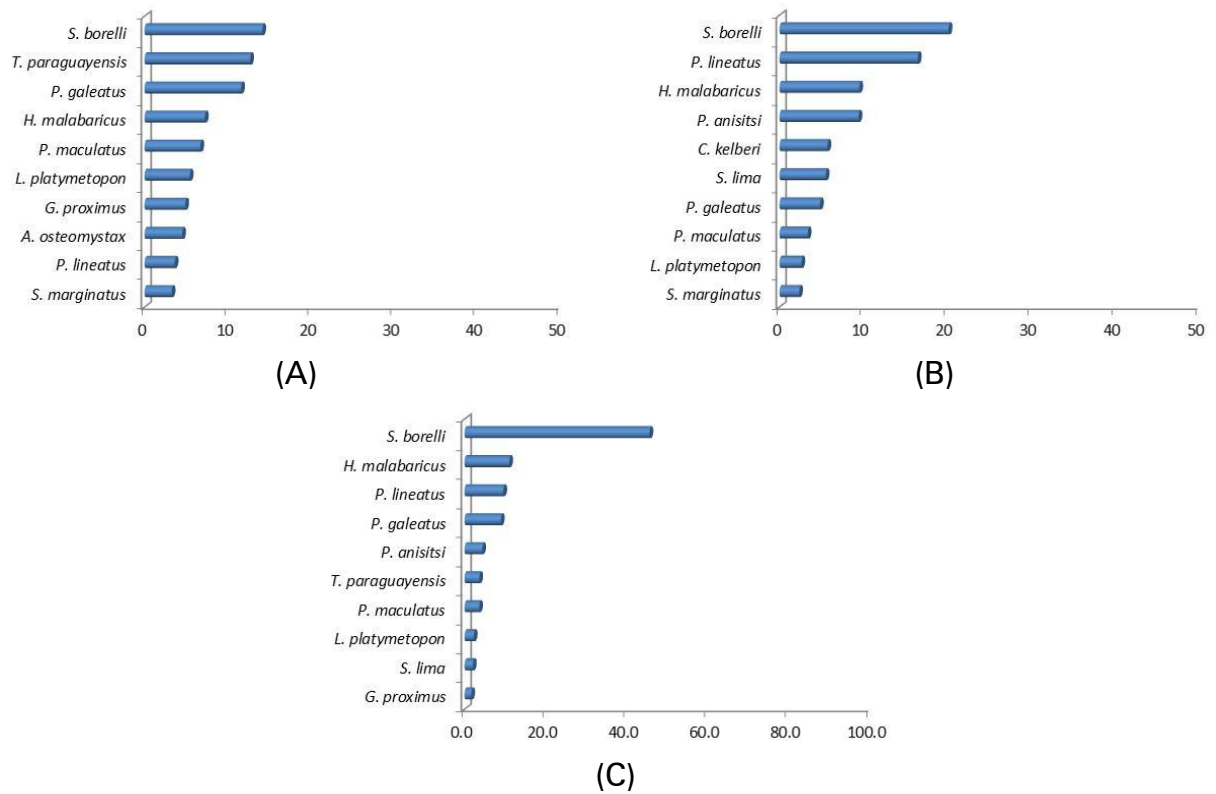 S. borelli
T. paraguayensis
P. galeatus
H. malabaricus
P. maculatus
L. platymetopon
G. proximus
A. osteomystax
P. lineatus
S. marginatus
0 10 20 30 40 50
(A)
S. borelli
P. lineatus
H. malabaricus
P. anisitsi
C. kelberi
S. lima
P. galeatus
P. maculatus
L. platymetopon
S. marginatus
0 10 20 30 40 50
(B)
S. borelli
H. malabaricus
P. lineatus
P. galeatus
P. anisitsi
T. paraguayensis
P. maculatus
L. platymetopon
S. lima
G. proximus
0.0 20.0 40.0 60.0 80.0 100.0
(C)